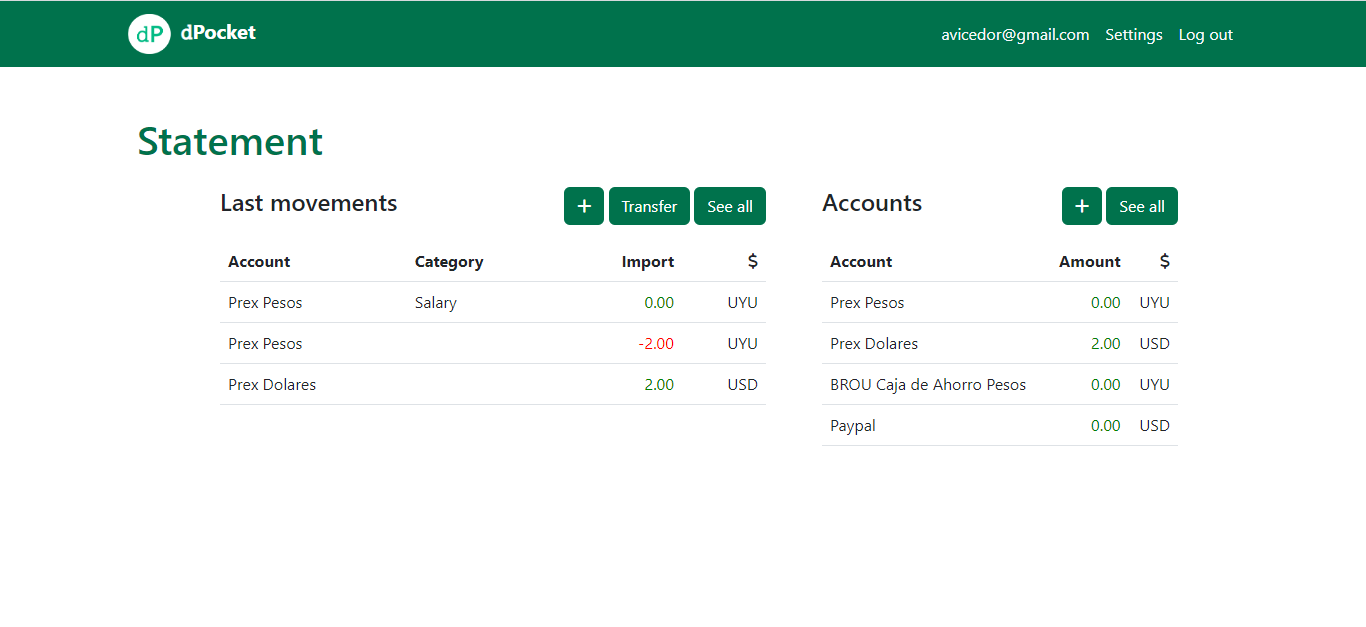 dP dPocket avicedor@gmail.com Settings Log out
Statement
Last movements + Transfer See all
Account Category Import $
Prex Pesos Salary 0.00 UYU
Prex Pesos -2.00 UYU
Prex Dolares 2.00 USD
Accounts + See all
Account Amount $
Prex Pesos 0.00 UYU
Prex Dolares 2.00 USD
BROU Caja de Ahorro Pesos 0.00 UYU
Paypal 0.00 USD